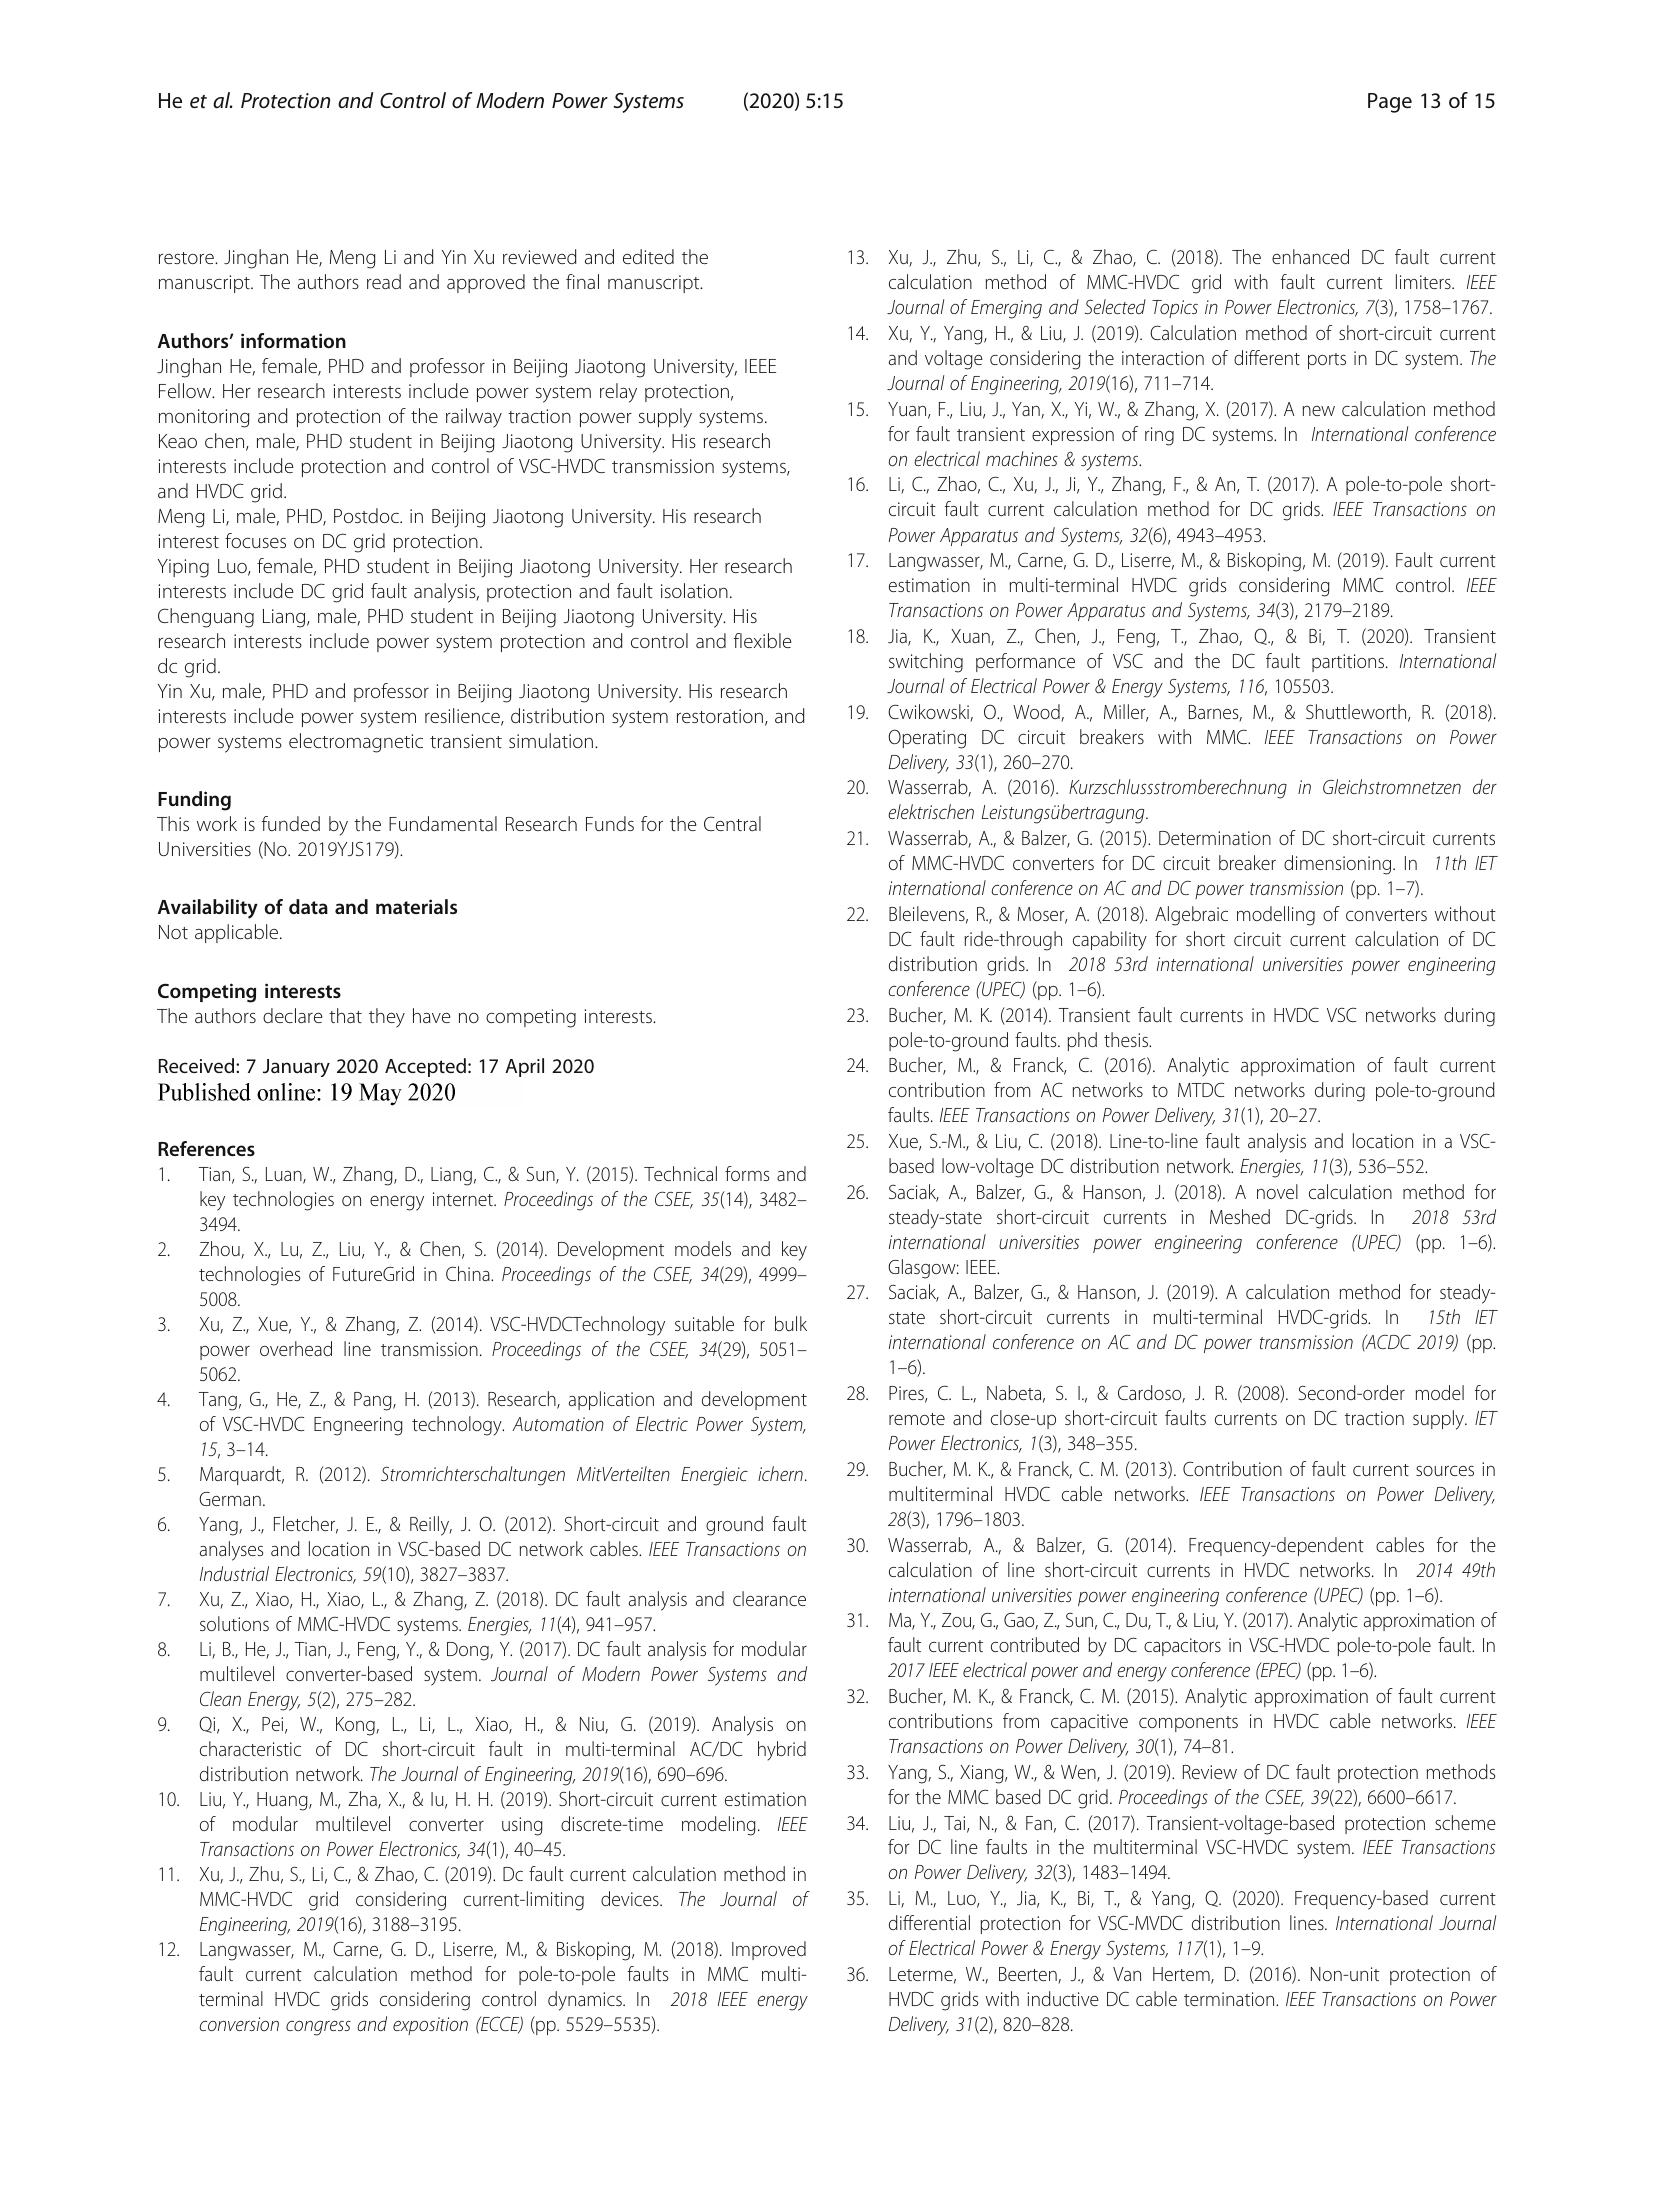 He et al. Protection and Control of Modern Power Systems (2020) 5:15 Page 13 of 15
restore. Jinghan He, Meng Li and Yin Xu reviewed and edited the
manuscript. The authors read and approved the final manuscript.
Authors’ information
Jinghan He, female, PHD and professor in Beijing Jiaotong University, IEEE
Fellow. Her research interests include power system relay protection,
monitoring and protection of the railway traction power supply systems.
Keao chen, male, PHD student in Beijing Jiaotong University. His research
interests include protection and control of VSC-HVDC transmission systems,
and HVDC grid.
Meng Li, male, PHD, Postdoc. in Beijing Jiaotong University. His research
interest focuses on DC grid protection.
Yiping Luo, female, PHD student in Beijing Jiaotong University. Her research
interests include DC grid fault analysis, protection and fault isolation.
Chenguang Liang, male, PHD student in Beijing Jiaotong University. His
research interests include power system protection and control and flexible
dc grid.
Yin Xu, male, PHD and professor in Beijing Jiaotong University. His research
interests include power system resilience, distribution system restoration, and
power systems electromagnetic transient simulation.
Funding
This work is funded by the Fundamental Research Funds for the Central
Universities (No. 2019YJS179).
Availability of data and materials
Not applicable.
Competing interests
The authors declare that they have no competing interests.
Received: 7 January 2020 Accepted: 17 April 2020
Published online: 19 May 2020
References
1. Tian, S., Luan, W., Zhang, D., Liang, C., & Sun, Y. (2015). Technical forms and
key technologies on energy internet. Proceedings of the CSEE, 35(14), 3482–
3494.
2. Zhou, X., Lu, Z., Liu, Y., & Chen, S. (2014). Development models and key
technologies of FutureGrid in China. Proceedings of the CSEE, 34(29), 4999–
5008.
3. Xu, Z., Xue, Y., & Zhang, Z. (2014). VSC-HVDCTechnology suitable for bulk
power overhead line transmission. Proceedings of the CSEE, 34(29), 5051–
5062.
4. Tang, G., He, Z., & Pang, H. (2013). Research, application and development
of VSC-HVDC Engneering technology. Automation of Electric Power System,
15, 3–14.
5. Marquardt, R. (2012). Stromrichterschaltungen MitVerteilten Energieic ichern.
German.
6. Yang, J., Fletcher, J. E., & Reilly, J. O. (2012). Short-circuit and ground fault
analyses and location in VSC-based DC network cables. IEEE Transactions on
Industrial Electronics, 59(10), 3827–3837.
7. Xu, Z., Xiao, H., Xiao, L., & Zhang, Z. (2018). DC fault analysis and clearance
solutions of MMC-HVDC systems. Energies, 11(4), 941–957.
8. Li, B., He, J., Tian, J., Feng, Y., & Dong, Y. (2017). DC fault analysis for modular
multilevel converter-based system. Journal of Modern Power Systems and
Clean Energy, 5(2), 275–282.
9. Qi, X., Pei, W., Kong, L., Li, L., Xiao, H., & Niu, G. (2019). Analysis on
characteristic of DC short-circuit fault in multi-terminal AC/DC hybrid
distribution network. The Journal of Engineering, 2019(16), 690–696.
10. Liu, Y., Huang, M., Zha, X., & Iu, H. H. (2019). Short-circuit current estimation
of modular multilevel converter using discrete-time modeling. IEEE
Transactions on Power Electronics, 34(1), 40–45.
11. Xu, J., Zhu, S., Li, C., & Zhao, C. (2019). Dc fault current calculation method in
MMC-HVDC grid considering current-limiting devices. The Journal of
Engineering, 2019(16), 3188–3195.
12. Langwasser, M., Carne, G. D., Liserre, M., & Biskoping, M. (2018). Improved
fault current calculation method for pole-to-pole faults in MMC multi-
terminal HVDC grids considering control dynamics. In 2018 IEEE energy
conversion congress and exposition (ECCE) (pp. 5529–5535).
13. Xu, J., Zhu, S., Li, C., & Zhao, C. (2018). The enhanced DC fault current
calculation method of MMC-HVDC grid with fault current limiters. IEEE
Journal of Emerging and Selected Topics in Power Electronics, 7(3), 1758–1767.
14. Xu, Y., Yang, H., & Liu, J. (2019). Calculation method of short-circuit current
and voltage considering the interaction of different ports in DC system. The
Journal of Engineering, 2019(16), 711–714.
15. Yuan, F., Liu, J., Yan, X., Yi, W., & Zhang, X. (2017). A new calculation method
for fault transient expression of ring DC systems. In International conference
on electrical machines & systems.
16. Li, C., Zhao, C., Xu, J., Ji, Y., Zhang, F., & An, T. (2017). A pole-to-pole short-
circuit fault current calculation method for DC grids. IEEE Transactions on
Power Apparatus and Systems, 32(6), 4943–4953.
17. Langwasser, M., Carne, G. D., Liserre, M., & Biskoping, M. (2019). Fault current
estimation in multi-terminal HVDC grids considering MMC control. IEEE
Transactions on Power Apparatus and Systems, 34(3), 2179–2189.
18. Jia, K., Xuan, Z., Chen, J., Feng, T., Zhao, Q., & Bi, T. (2020). Transient
switching performance of VSC and the DC fault partitions. International
Journal of Electrical Power & Energy Systems, 116, 105503.
19. Cwikowski, O., Wood, A., Miller, A., Barnes, M., & Shuttleworth, R. (2018).
Operating DC circuit breakers with MMC. IEEE Transactions on Power
Delivery, 33(1), 260–270.
20. Wasserrab, A. (2016). Kurzschlussstromberechnung in Gleichstromnetzen der
elektrischen Leistungsübertragung.
21. Wasserrab, A., & Balzer, G. (2015). Determination of DC short-circuit currents
of MMC-HVDC converters for DC circuit breaker dimensioning. In 11th IET
international conference on AC and DC power transmission (pp. 1–7).
22. Bleilevens, R., & Moser, A. (2018). Algebraic modelling of converters without
DC fault ride-through capability for short circuit current calculation of DC
distribution grids. In 2018 53rd international universities power engineering
conference (UPEC) (pp. 1–6).
23. Bucher, M. K. (2014). Transient fault currents in HVDC VSC networks during
pole-to-ground faults. phd thesis.
24. Bucher, M., & Franck, C. (2016). Analytic approximation of fault current
contribution from AC networks to MTDC networks during pole-to-ground
faults. IEEE Transactions on Power Delivery, 31(1), 20–27.
25. Xue, S.-M., & Liu, C. (2018). Line-to-line fault analysis and location in a VSC-
based low-voltage DC distribution network. Energies, 11(3), 536–552.
26. Saciak, A., Balzer, G., & Hanson, J. (2018). A novel calculation method for
steady-state short-circuit currents in Meshed DC-grids. In 2018 53rd
international universities power engineering conference (UPEC) (pp. 1–6).
Glasgow: IEEE.
27. Saciak, A., Balzer, G., & Hanson, J. (2019). A calculation method for steady-
state short-circuit currents in multi-terminal HVDC-grids. In 15th IET
international conference on AC and DC power transmission (ACDC 2019) (pp.
1–6).
28. Pires, C. L., Nabeta, S. I., & Cardoso, J. R. (2008). Second-order model for
remote and close-up short-circuit faults currents on DC traction supply. IET
Power Electronics, 1(3), 348–355.
29. Bucher, M. K., & Franck, C. M. (2013). Contribution of fault current sources in
multiterminal HVDC cable networks. IEEE Transactions on Power Delivery,
28(3), 1796–1803.
30. Wasserrab, A., & Balzer, G. (2014). Frequency-dependent cables for the
calculation of line short-circuit currents in HVDC networks. In 2014 49th
international universities power engineering conference (UPEC) (pp. 1–6).
31. Ma, Y., Zou, G., Gao, Z., Sun, C., Du, T., & Liu, Y. (2017). Analytic approximation of
fault current contributed by DC capacitors in VSC-HVDC pole-to-pole fault. In
2017 IEEE electrical power and energy conference (EPEC) (pp. 1–6).
32. Bucher, M. K., & Franck, C. M. (2015). Analytic approximation of fault current
contributions from capacitive components in HVDC cable networks. IEEE
Transactions on Power Delivery, 30(1), 74–81.
33. Yang, S., Xiang, W., & Wen, J. (2019). Review of DC fault protection methods
for the MMC based DC grid. Proceedings of the CSEE, 39(22), 6600–6617.
34. Liu, J., Tai, N., & Fan, C. (2017). Transient-voltage-based protection scheme
for DC line faults in the multiterminal VSC-HVDC system. IEEE Transactions
on Power Delivery, 32(3), 1483–1494.
35. Li, M., Luo, Y., Jia, K., Bi, T., & Yang, Q. (2020). Frequency-based current
differential protection for VSC-MVDC distribution lines. International Journal
of Electrical Power & Energy Systems, 117(1), 1–9.
36. Leterme, W., Beerten, J., & Van Hertem, D. (2016). Non-unit protection of
HVDC grids with inductive DC cable termination. IEEE Transactions on Power
Delivery, 31(2), 820–828.